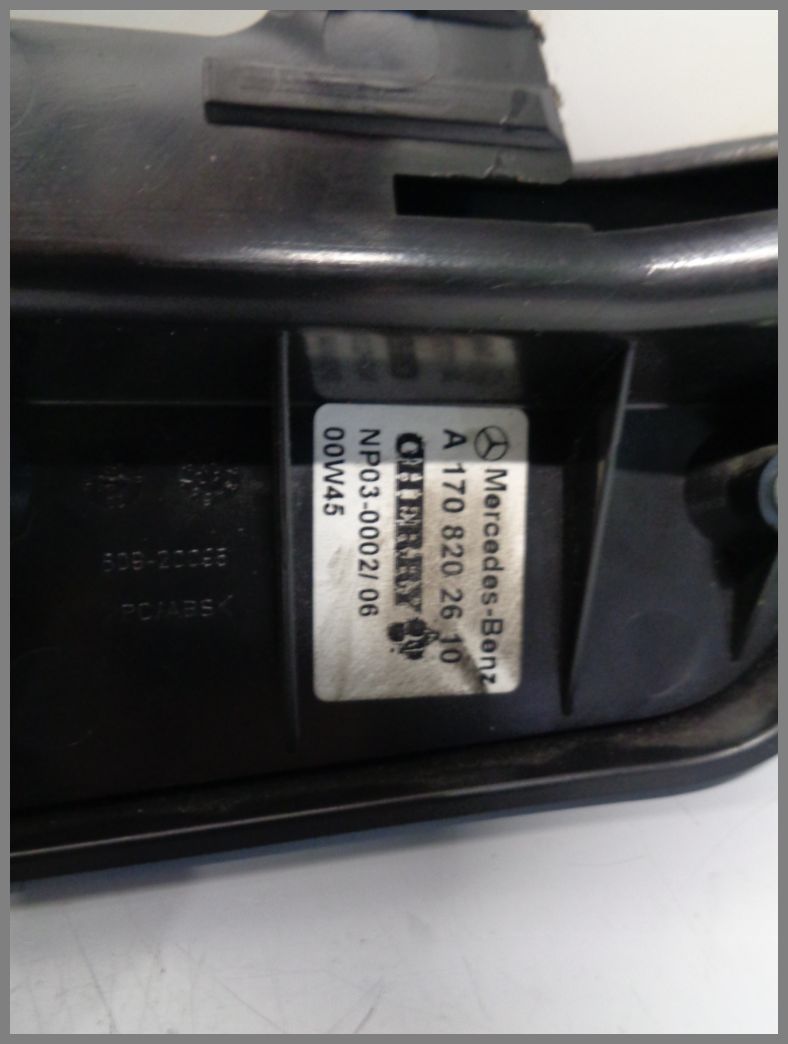 Mercedes-Benz
A 170 820 26 10
CHERRY
NP03-0002/ 06
00W45
PC/ABS<